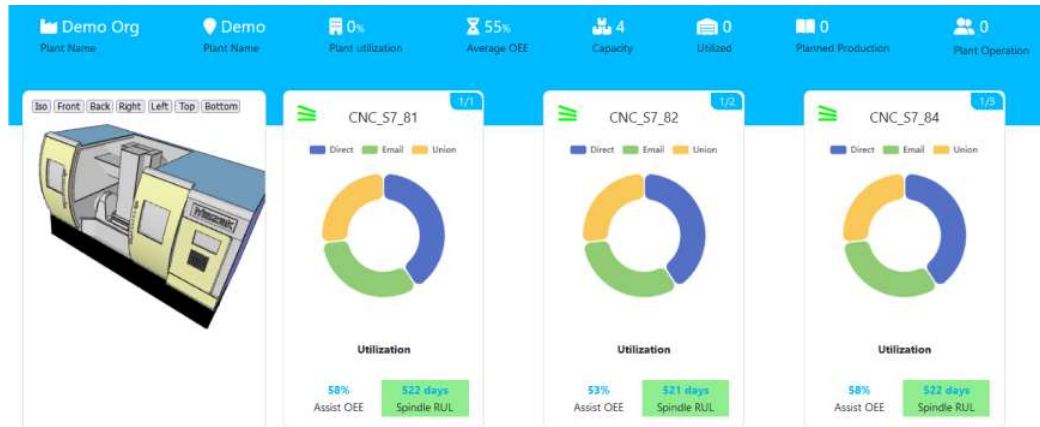 Demo Org
Plant Name
Demo
Plant Name
0%
Plant utilization
55%
Average OEE
4
Capacity
0
Utilized
0
Planned Production
0
Plant Operation
Iso Front Back Right Left Top Bottom
1/1
CNC_S7_81
Direct Email Union
Utilization
58%
Assist OEE
522 days
Spindle RUL
1/2
CNC_S7_82
Direct Email Union
Utilization
53%
Assist OEE
521 days
Spindle RUL
CNC_S7_84
Direct Email Union
Utilization
58%
Assist OEE
522 days
Spindle RUL